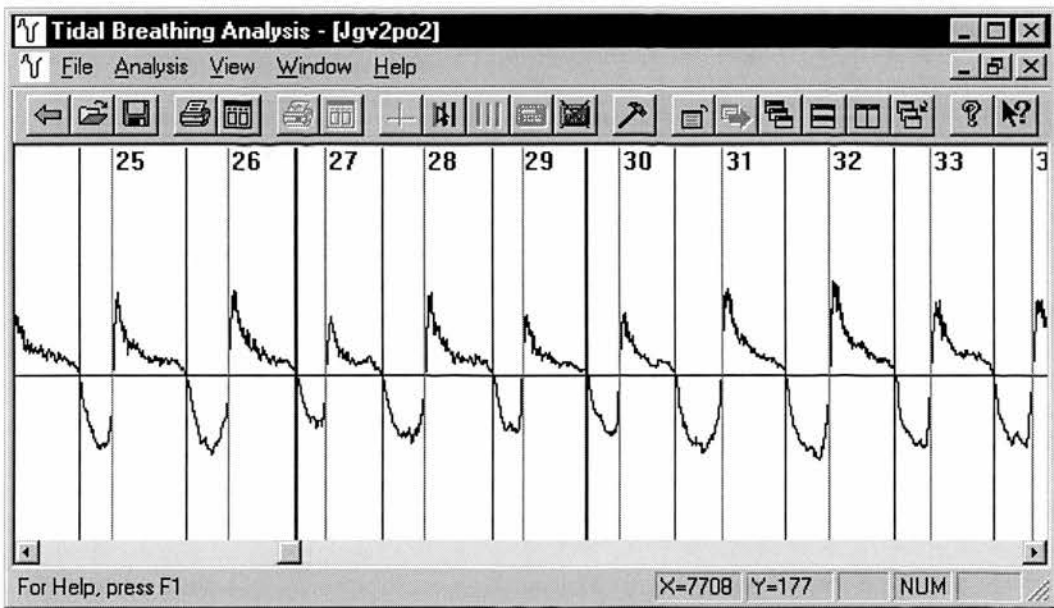 Tidal Breathing Analysis - [Jgv2po2]
File Analysis View Window Help
25 26 27 28 29 30 31 32 33 3
For Help, press F1 X=7708 Y=177 NUM